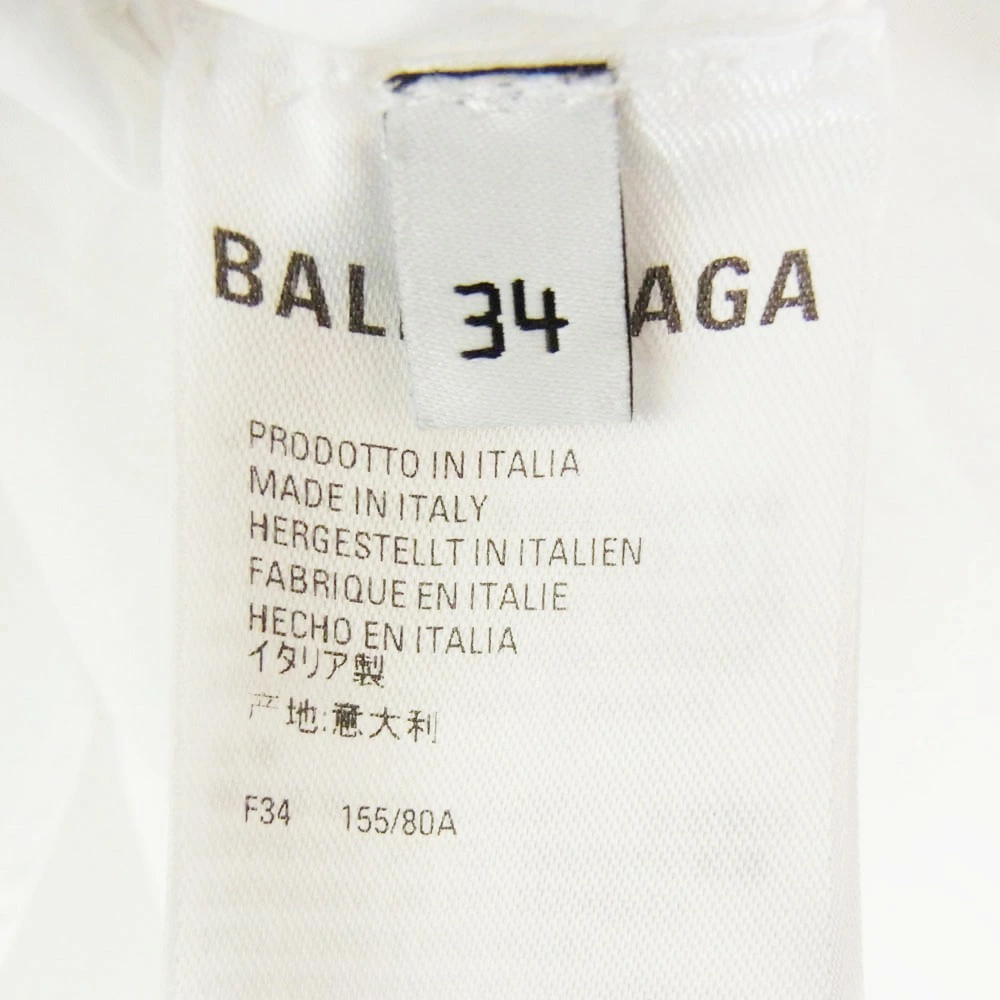 34
BAL AGA
PRODOTTO IN ITALIA
MADE IN ITALY
HERGESTELLT IN ITALIEN
FABRIQUE EN ITALIE
HECHO EN ITALIA
イタリア製
产地:意大利
F34 155/80A